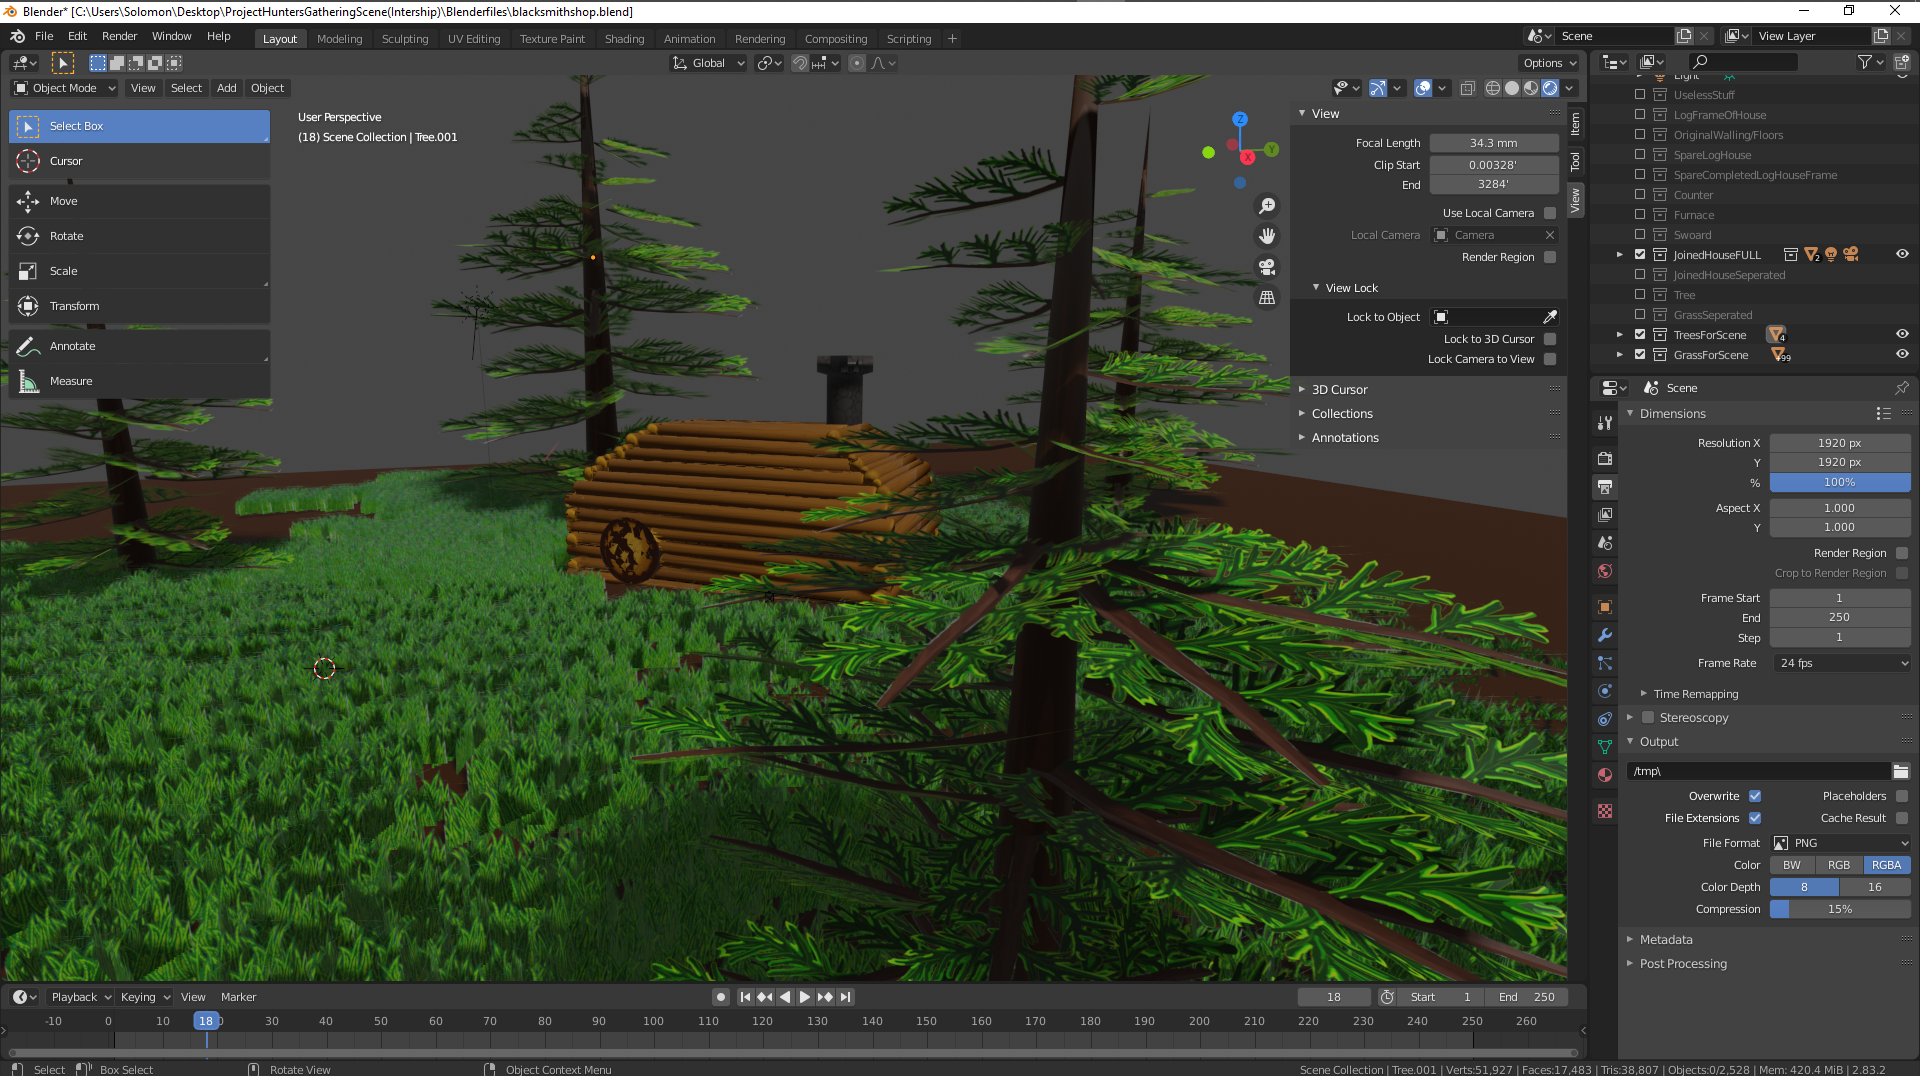 Blender* [C:\Users\Solomon\Desktop\ProjectHuntersGatheringScene(Intership)\Blenderfiles\blacksmithshop.blend]
File Edit Render Window Help Layout Modeling Sculpting UV Editing Texture Paint Shading Animation Rendering Compositing Scripting + Scene View Layer
Global Options
Object Mode View Select Add Object
User Perspective
(18) Scene Collection | Tree.001
Select Box
Cursor
Move
Rotate
Scale
Transform
Annotate
Measure
Z
Y
X
View
Focal Length 34.3 mm
Clip Start 0.00328'
End 3284'
Use Local Camera
Local Camera Camera
Render Region
View Lock
Lock to Object
Lock to 3D Cursor
Lock Camera to View
3D Cursor
Collections
Annotations
Item
Tool
View
Light
UselessStuff
LogFrameOfHouse
OriginalWalling/Floors
SpareLogHouse
SpareCompletedLogHouseFrame
Counter
Furnace
Sword
JoinedHouseFULL 2
JoinedHouseSeperated
Tree
GrassSeperated
TreesForScene 4
GrassForScene +99
Scene
Dimensions
Resolution X 1920 px
Y 1920 px
% 100%
Aspect X 1.000
Y 1.000
Render Region
Crop to Render Region
Frame Start 1
End 250
Step 1
Frame Rate 24 fps
Time Remapping
Stereoscopy
Output
/tmp\
Overwrite Placeholders
File Extensions Cache Result
File Format PNG
Color BW RGB RGBA
Color Depth 8 16
Compression 15%
Metadata
Post Processing
Playback Keying View Marker 18 Start 1 End 250
-10 0 10 18 30 40 50 60 70 80 90 100 110 120 130 140 150 160 170 180 190 200 210 220 230 240 250 260
Select Box Select Rotate View Object Context Menu Scene Collection | Tree.001 | Verts:51,927 | Faces:17,483 | Tris:38,807 | Objects:0/2,528 | Mem: 420.4 MiB | 2.83.2